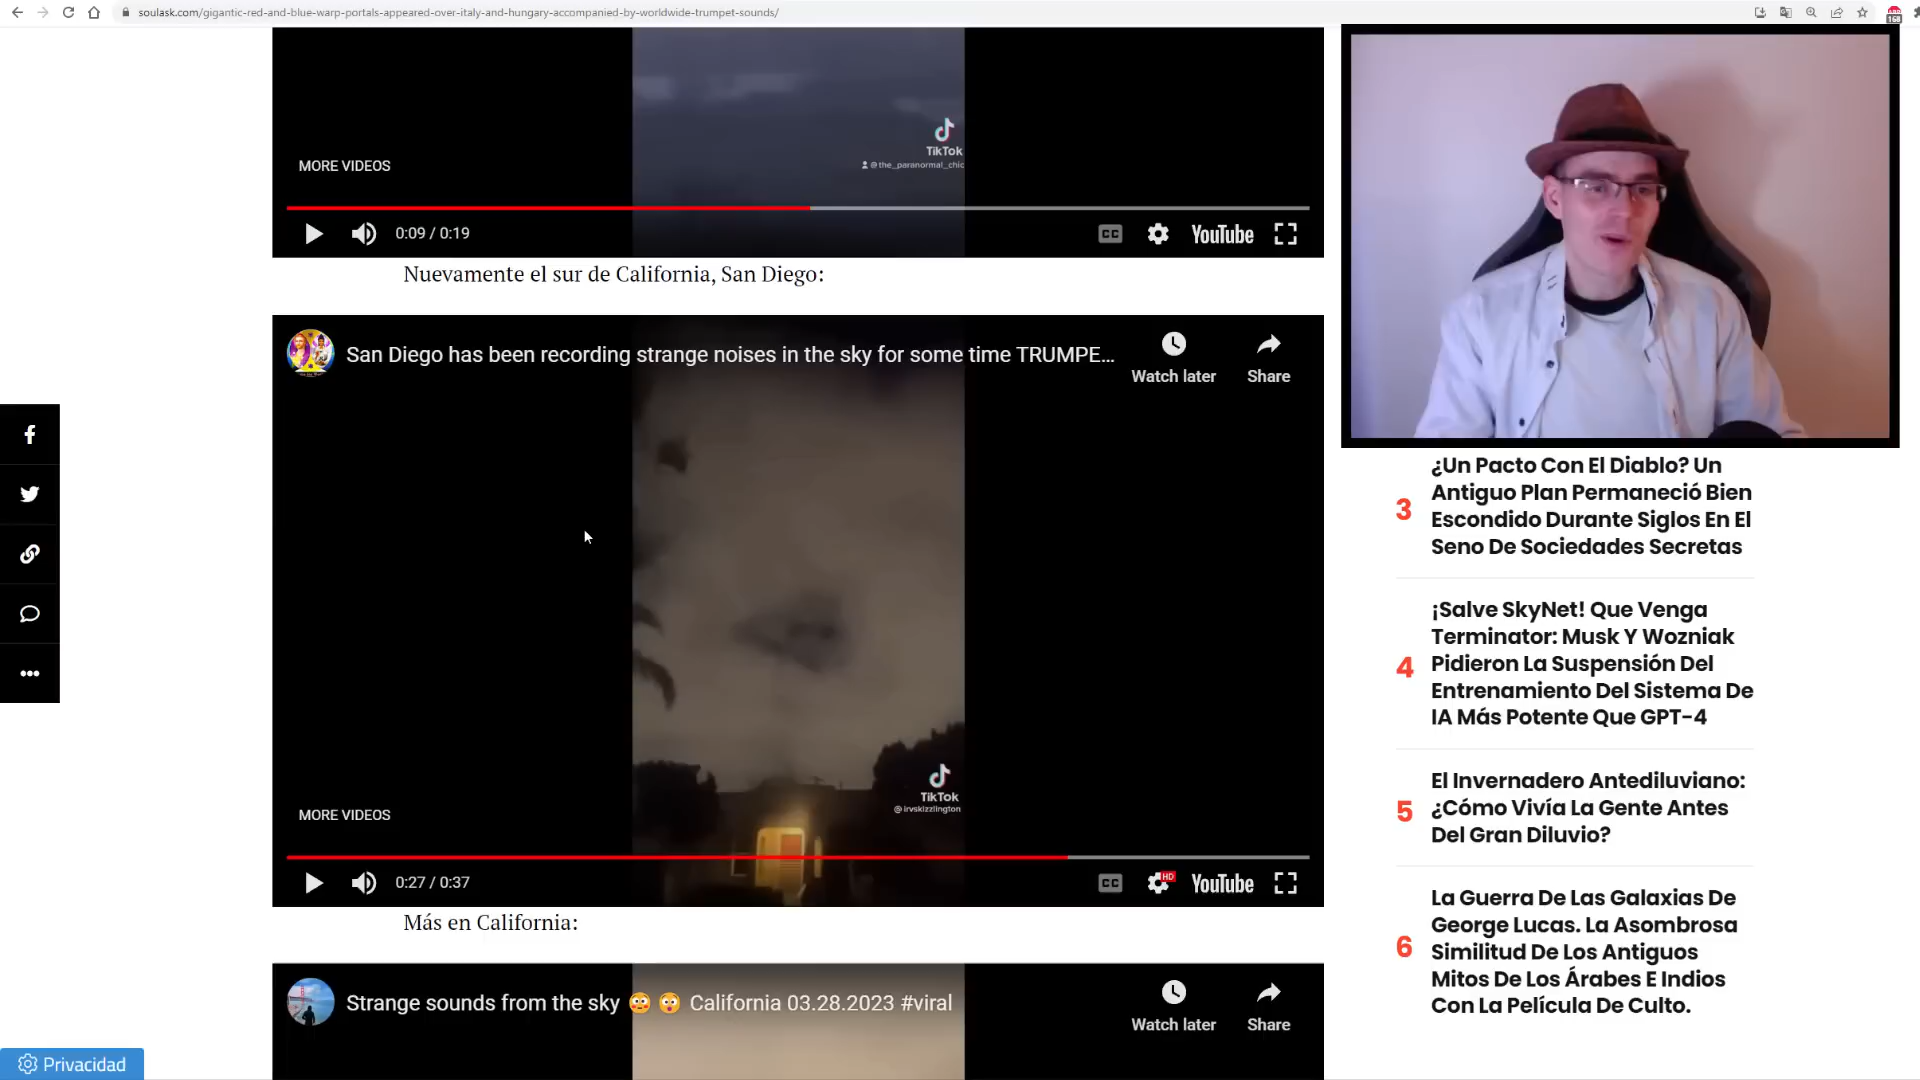 soulask.com/gigantic-red-and-blue-warp-portals-appeared-over-italy-and-hungary-accompanied-by-worldwide-trumpet-sounds/
168
TikTok
@the_paranormal_chic
MORE VIDEOS
0:09 / 0:19
CC
YouTube
Nuevamente el sur de California, San Diego:
San Diego has been recording strange noises in the sky for some time TRUMPE...
Watch later
Share
TikTok
@irvskizzlington
MORE VIDEOS
0:27 / 0:37
CC
HD
YouTube
Más en California:
Strange sounds from the sky 😳 😲 California 03.28.2023 #viral
Watch later
Share
3
¿Un Pacto Con El Diablo? Un
Antiguo Plan Permaneció Bien
Escondido Durante Siglos En El
Seno De Sociedades Secretas
4
¡Salve SkyNet! Que Venga
Terminator: Musk Y Wozniak
Pidieron La Suspensión Del
Entrenamiento Del Sistema De
IA Más Potente Que GPT-4
5
El Invernadero Antediluviano:
¿Cómo Vivía La Gente Antes
Del Gran Diluvio?
6
La Guerra De Las Galaxias De
George Lucas. La Asombrosa
Similitud De Los Antiguos
Mitos De Los Árabes E Indios
Con La Película De Culto.
Privacidad